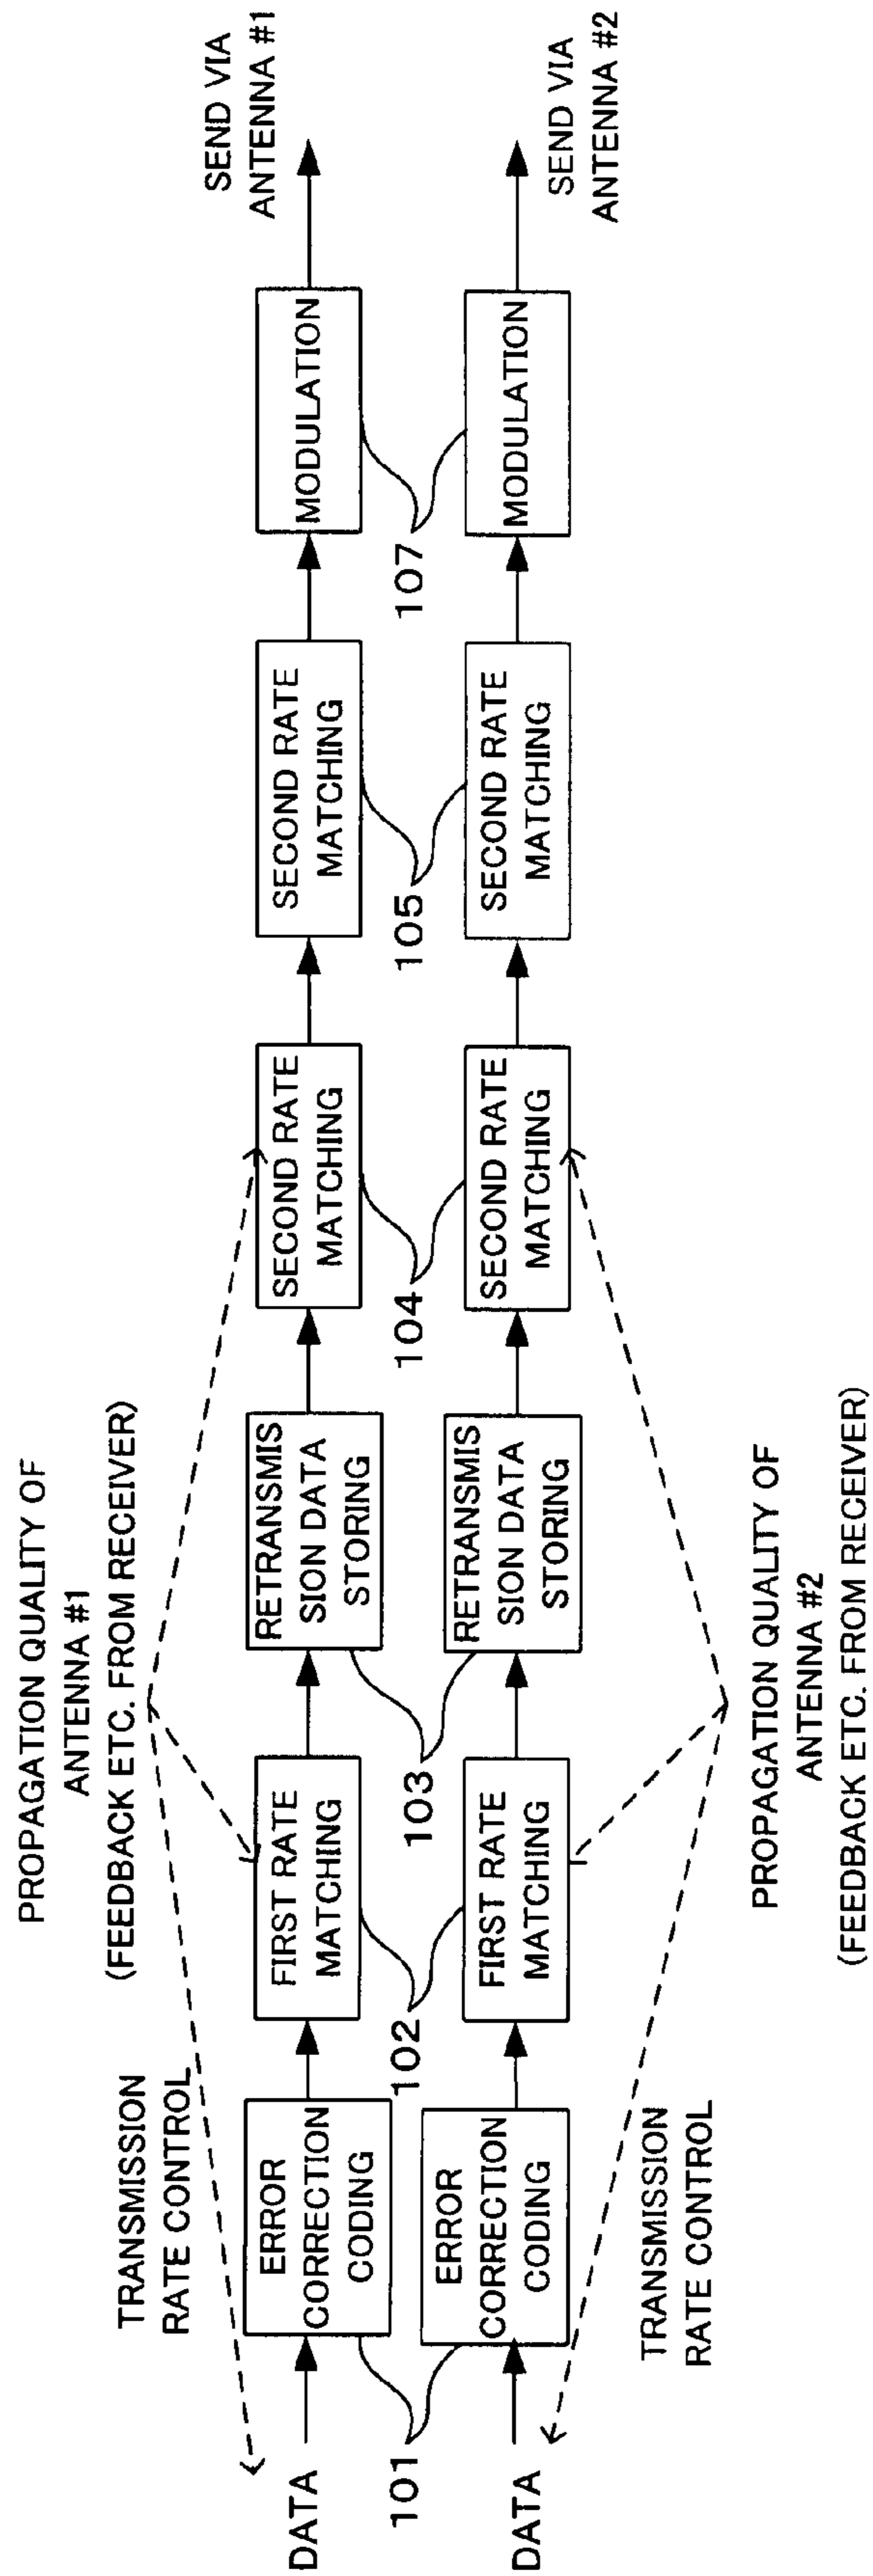 PROPAGATION QUALITY OF
ANTENNA #1
(FEEDBACK ETC. FROM RECEIVER)
TRANSMISSION
RATE CONTROL
SEND VIA
ANTENNA #1
DATA
ERROR
CORRECTION
CODING
FIRST RATE
MATCHING
RETRANSMIS
SION DATA
STORING
SECOND RATE
MATCHING
SECOND RATE
MATCHING
MODULATION
101
102
103
104
105
107
DATA
ERROR
CORRECTION
CODING
FIRST RATE
MATCHING
RETRANSMIS
SION DATA
STORING
SECOND RATE
MATCHING
SECOND RATE
MATCHING
MODULATION
SEND VIA
ANTENNA #2
TRANSMISSION
RATE CONTROL
PROPAGATION QUALITY OF
ANTENNA #2
(FEEDBACK ETC. FROM RECEIVER)